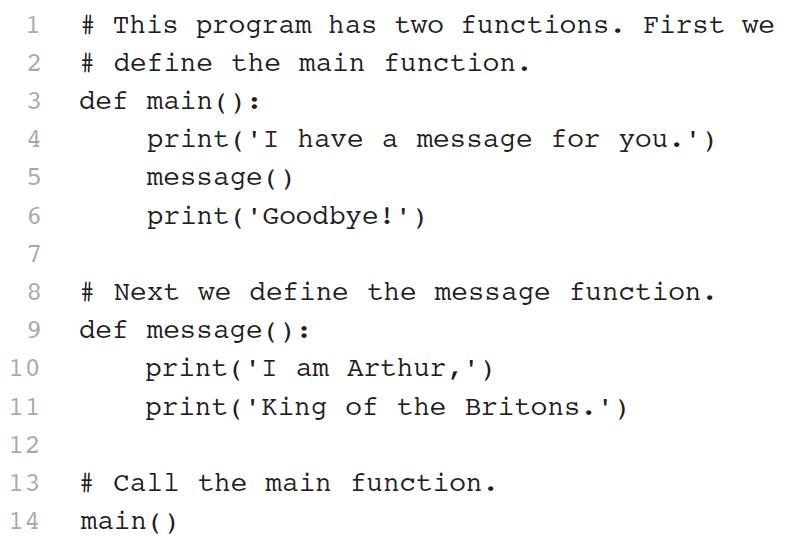 1 # This program has two functions. First we
2 # define the main function.
3 def main():
4     print('I have a message for you.')
5     message()
6     print('Goodbye!')
7
8 # Next we define the message function.
9 def message():
10     print('I am Arthur,')
11     print('King of the Britons.')
12
13 # Call the main function.
14 main()